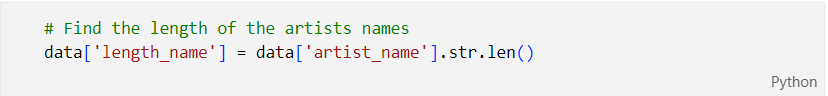 # Find the length of the artists names
data['length_name'] = data['artist_name'].str.len()
Python